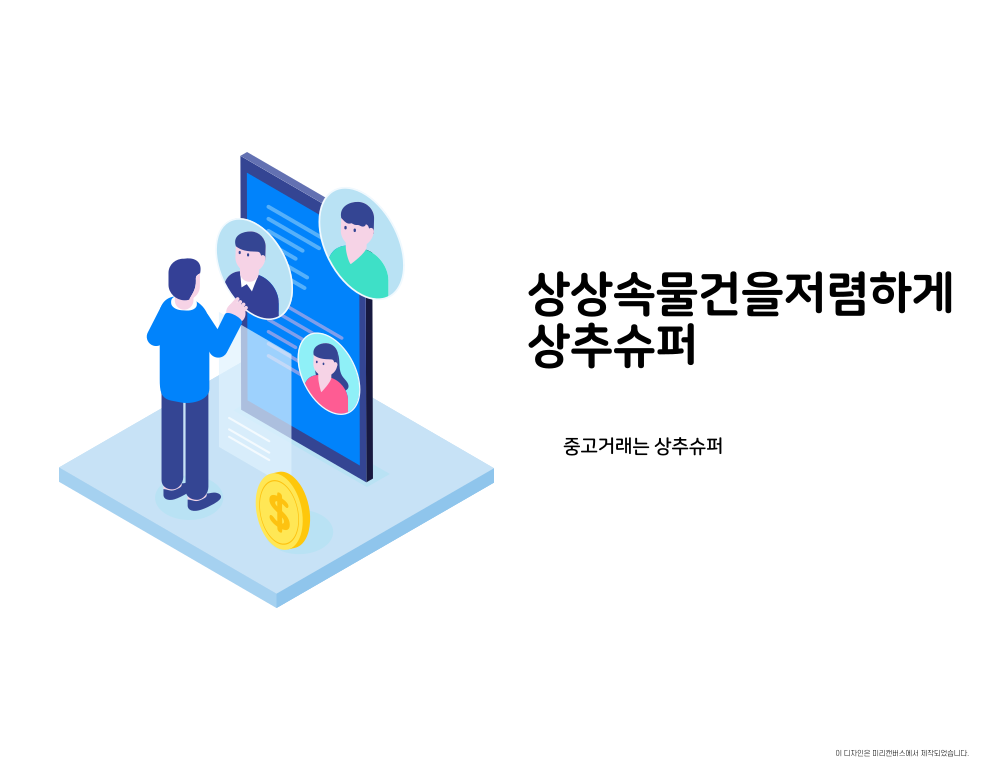 상상속물건을저렴하게
상추슈퍼
중고거래는 상추슈퍼
$
이 디자인은 미리캔버스에서 제작되었습니다.